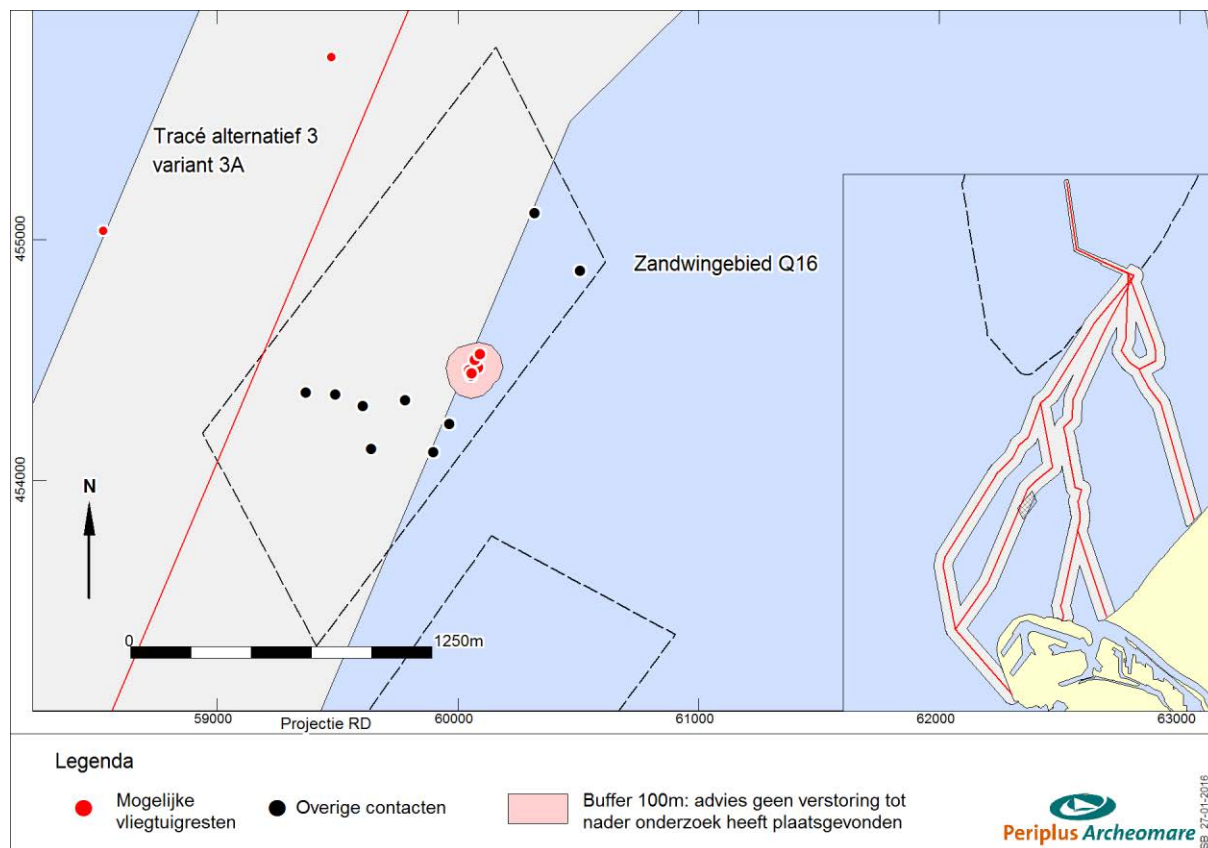 Tracé alternatief 3
variant 3A
Zandwingebied Q16
455000
454000
N
0
1250m
59000
Projectie RD
60000
61000
62000
63000
Legenda
Mogelijke
vliegtuigresten
Overige contacten
Buffer 100m: advies geen verstoring tot
nader onderzoek heeft plaatsgevonden
Periplus Archeomare
SB 27-01-2016